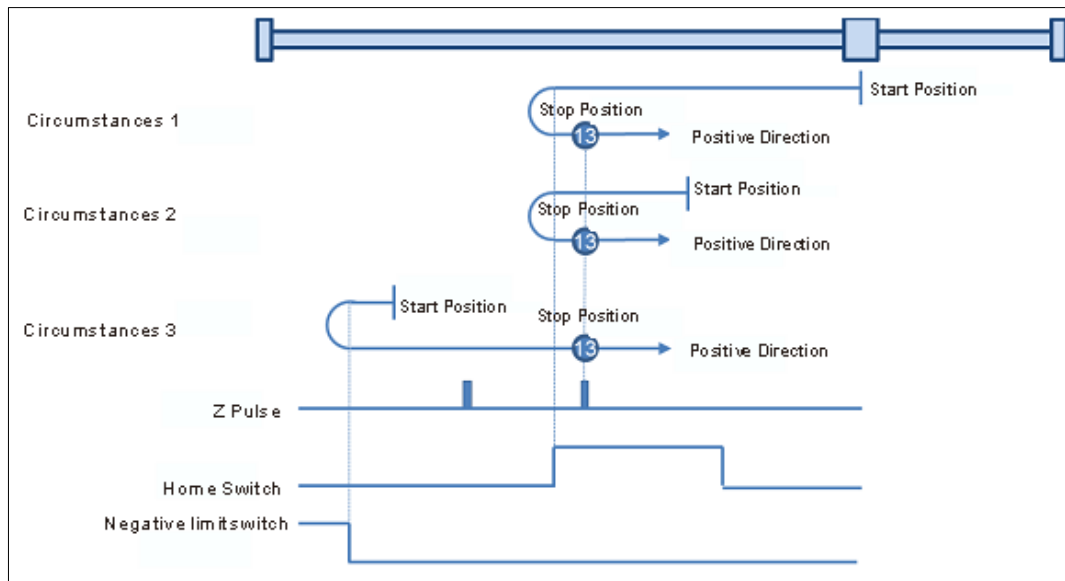 Start Position
Circumstances 1
Stop Position
13
Positive Direction
Start Position
Circumstances 2
Stop Position
13
Positive Direction
Start Position
Circumstances 3
Stop Position
13
Positive Direction
Z Pulse
Home Switch
Negative limitswitch